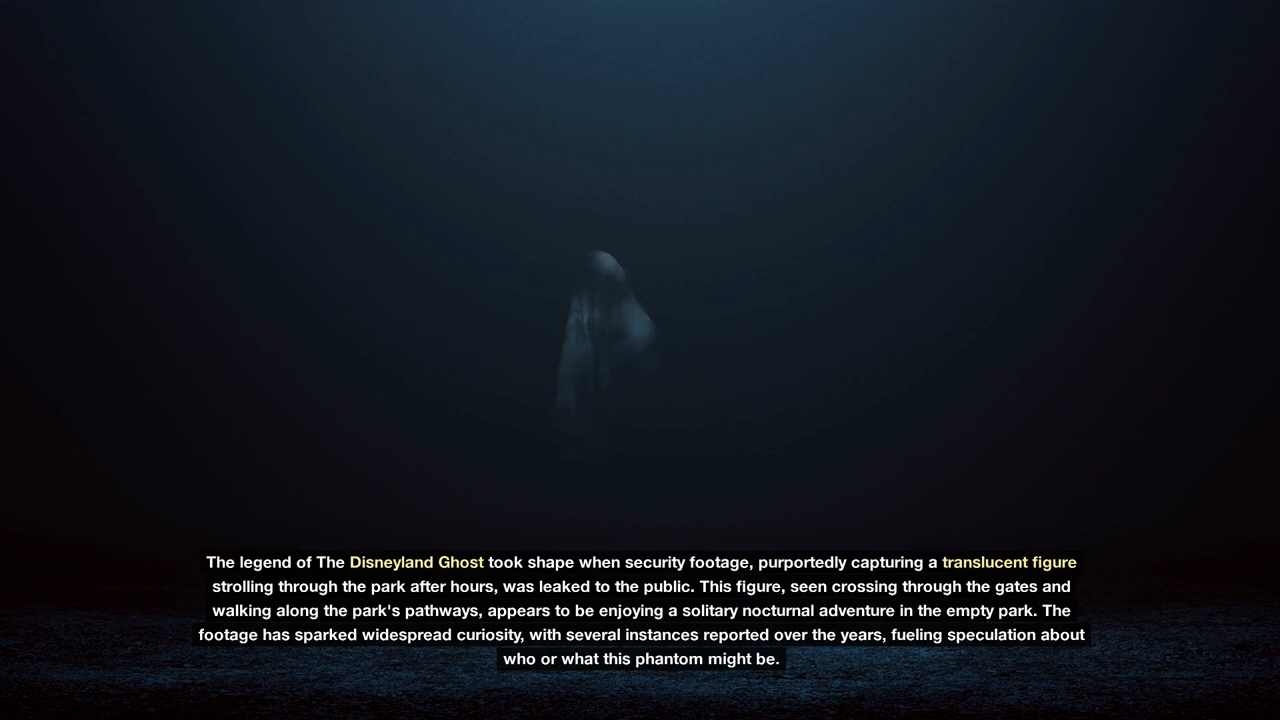 The legend of The Disneyland Ghost took shape when security footage, purportedly capturing a translucent figure
strolling through the park after hours, was leaked to the public. This figure, seen crossing through the gates and
walking along the park's pathways, appears to be enjoying a solitary nocturnal adventure in the empty park. The
footage has sparked widespread curiosity, with several instances reported over the years, fueling speculation about
who or what this phantom might be.